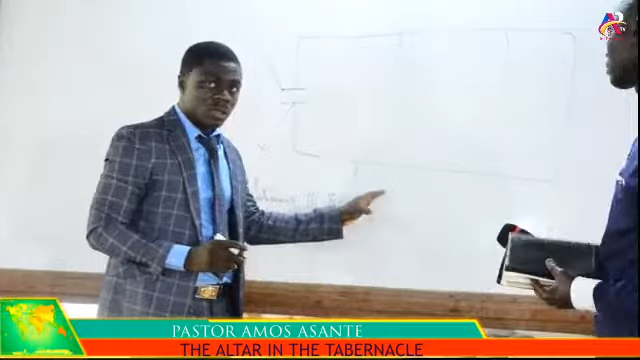 PASTOR AMOS ASANTE
THE ALTAR IN THE TABERNACLE